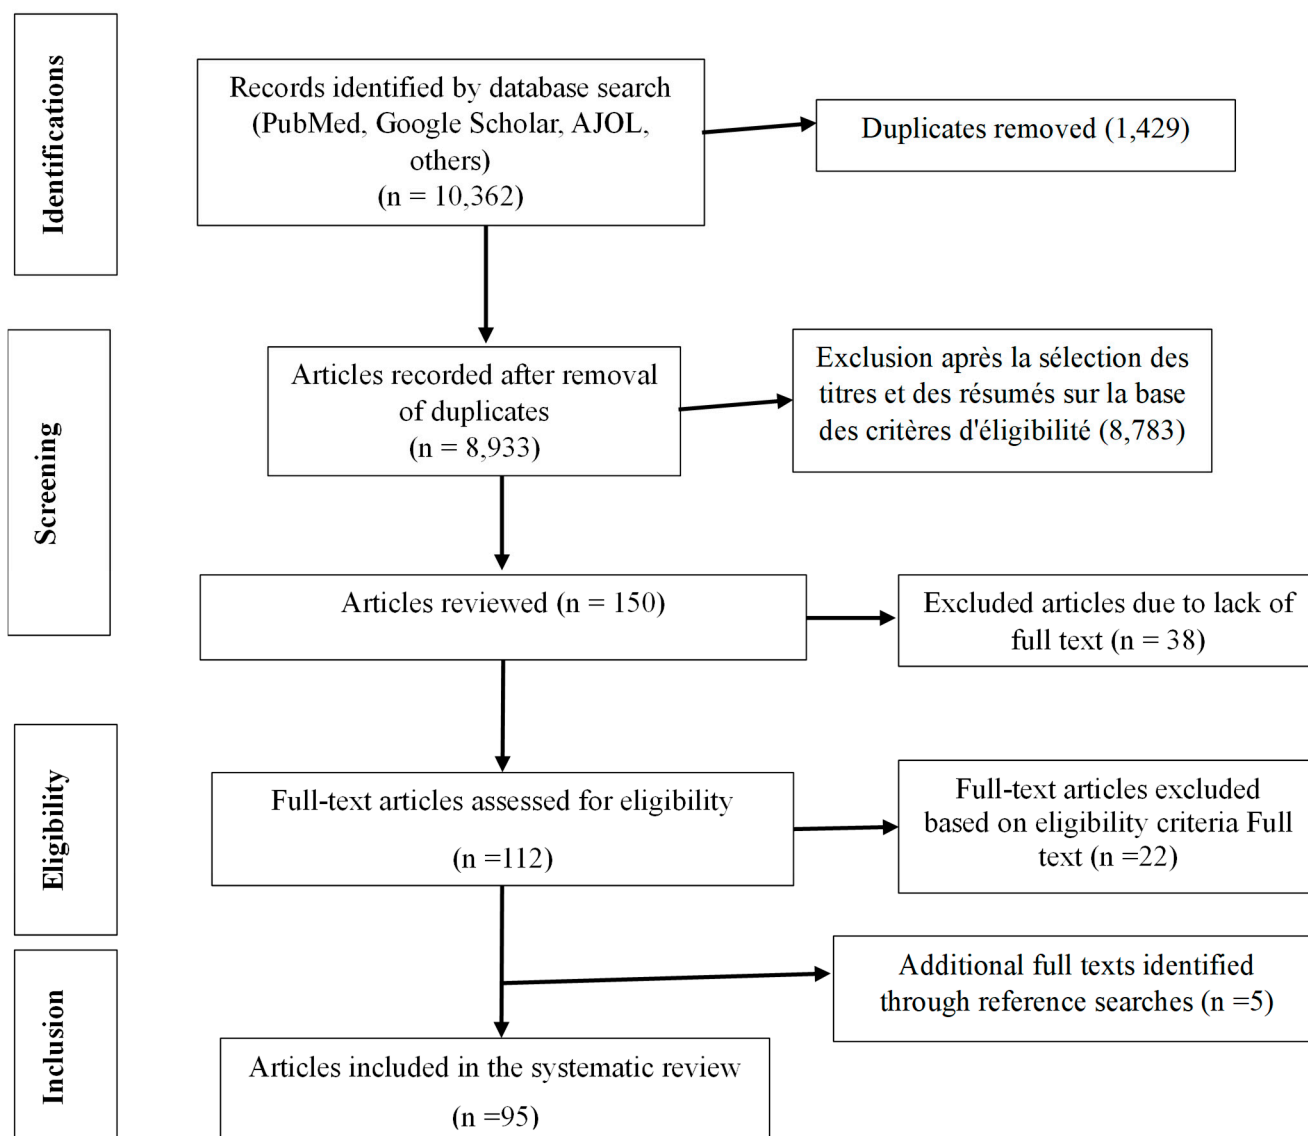 Identifications
Records identified by database search
(PubMed, Google Scholar, AJOL,
others)
(n = 10,362)
Duplicates removed (1,429)
Screening
Articles recorded after removal
of duplicates
(n = 8,933)
Exclusion après la sélection des
titres et des résumés sur la base
des critères d'éligibilité (8,783)
Articles reviewed (n = 150)
Excluded articles due to lack of
full text (n = 38)
Eligibility
Full-text articles assessed for eligibility
(n =112)
Full-text articles excluded
based on eligibility criteria Full
text (n =22)
Inclusion
Additional full texts identified
through reference searches (n =5)
Articles included in the systematic review
(n =95)